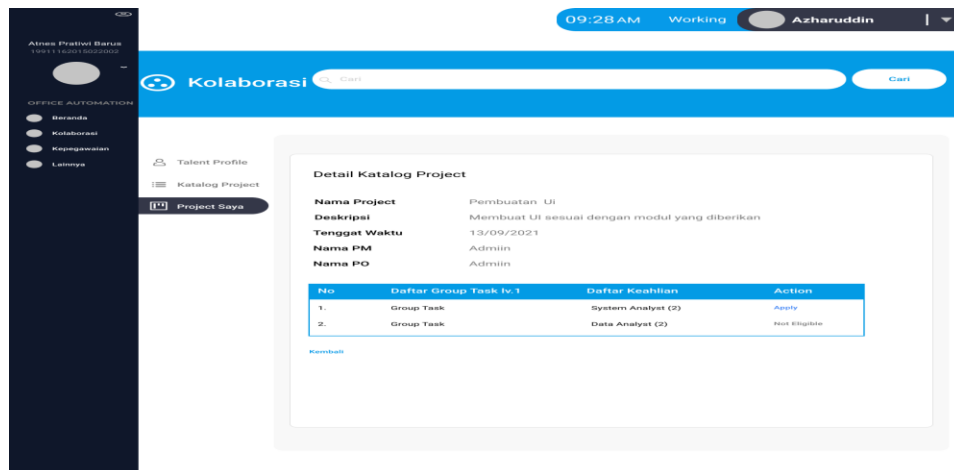 09:28 AM Working Azharuddin
Atnes Pratiwi Barus
19911162015022002
OFFICE AUTOMATION
Beranda
Kolaborasi
Kepegawaian
Lainnya
Kolaborasi Cari Cari
Talent Profile
Katalog Project
Project Saya
Detail Katalog Project
Nama Project Pembuatan Ui
Deskripsi Membuat UI sesuai dengan modul yang diberikan
Tenggat Waktu 13/09/2021
Nama PM Admiin
Nama PO Admiin
No Daftar Group Task lv.1 Daftar Keahlian Action
1. Group Task System Analyst (2) Apply
2. Group Task Data Analyst (2) Not Eligible
Kembali